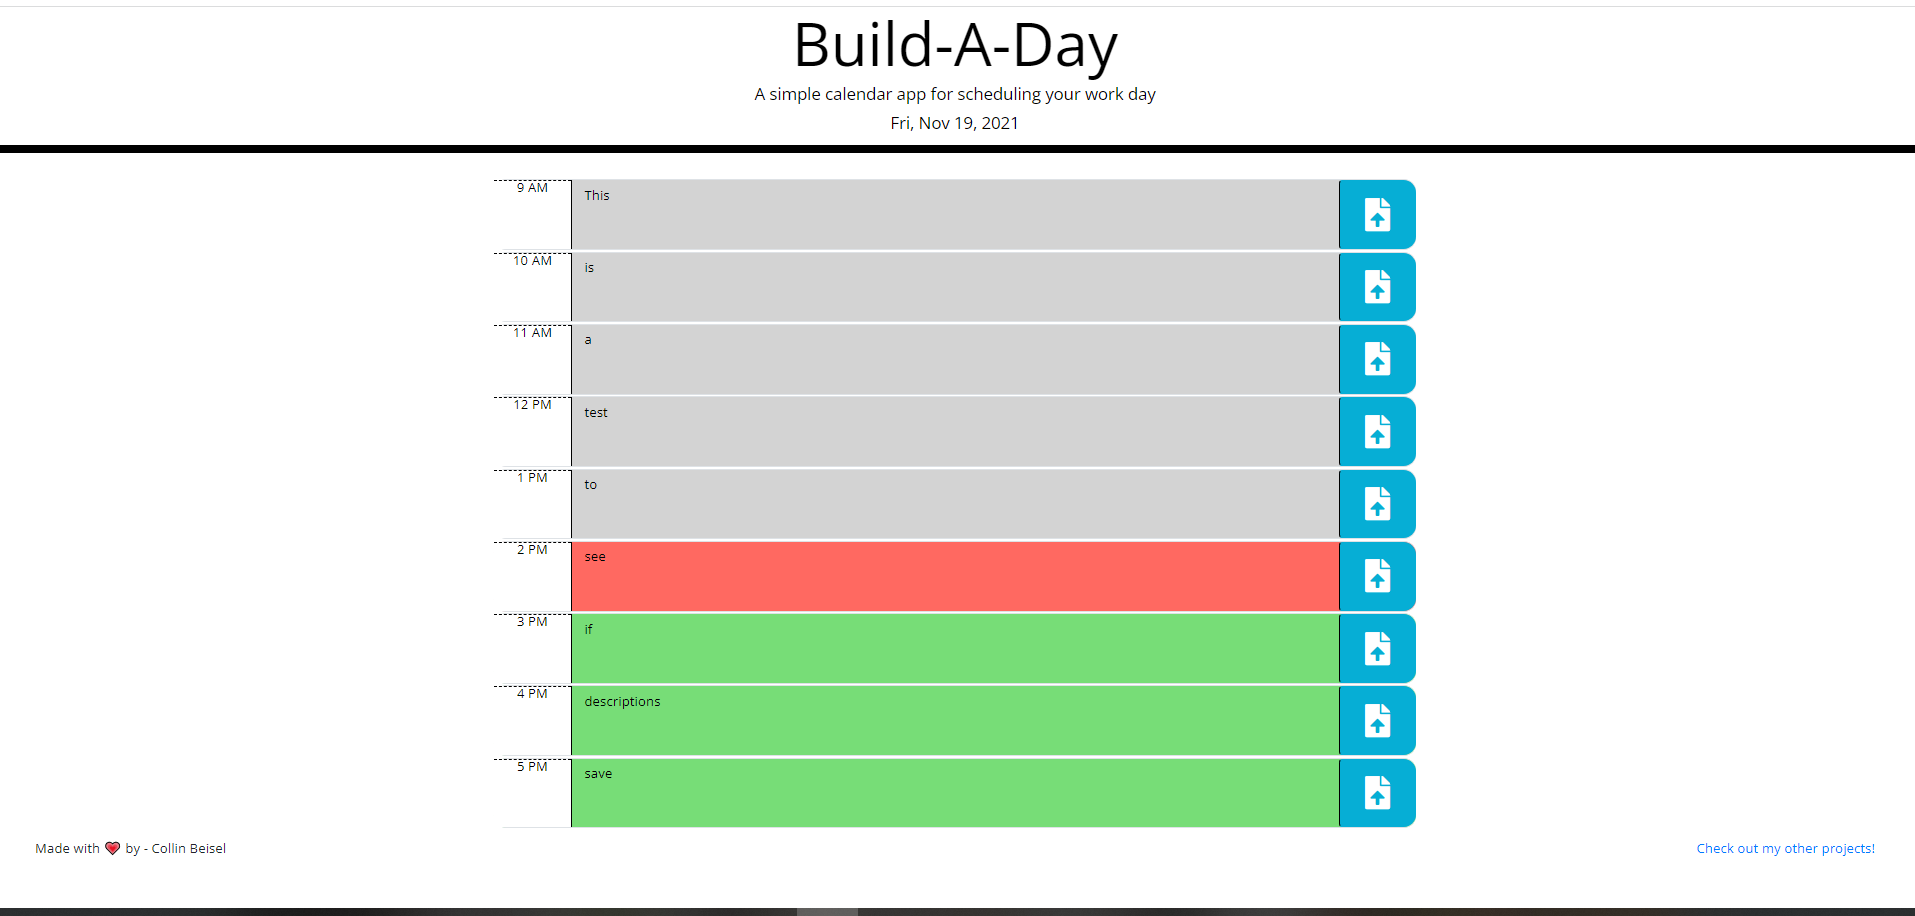 Build-A-Day
A simple calendar app for scheduling your work day
Fri, Nov 19, 2021
9 AM This
10 AM is
11 AM a
12 PM test
1 PM to
2 PM see
3 PM if
4 PM descriptions
5 PM save
Made with ❤️ by - Collin Beisel
Check out my other projects!